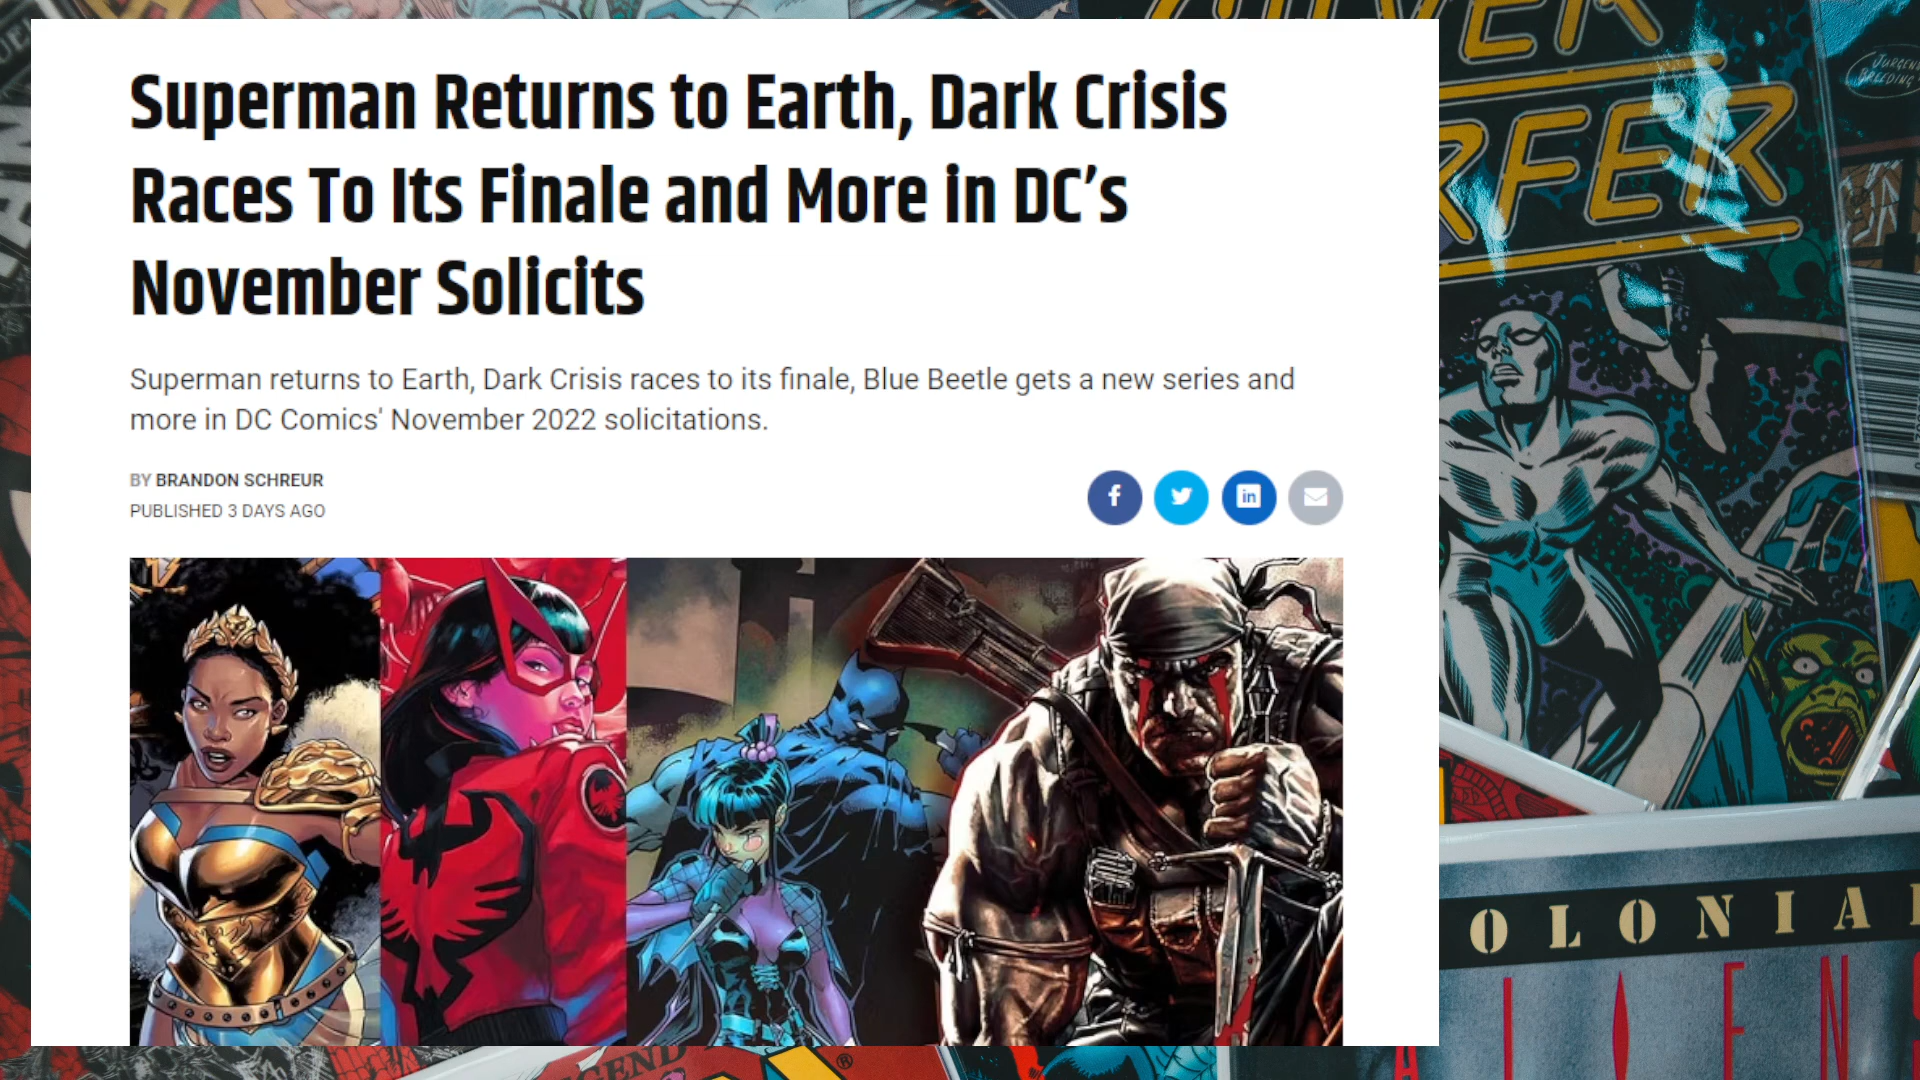 Superman Returns to Earth, Dark Crisis
Races To Its Finale and More in DC’s
November Solicits
Superman returns to Earth, Dark Crisis races to its finale, Blue Beetle gets a new series and
more in DC Comics' November 2022 solicitations.
BY BRANDON SCHREUR
PUBLISHED 3 DAYS AGO
f
in
OLONIA
ALIEN